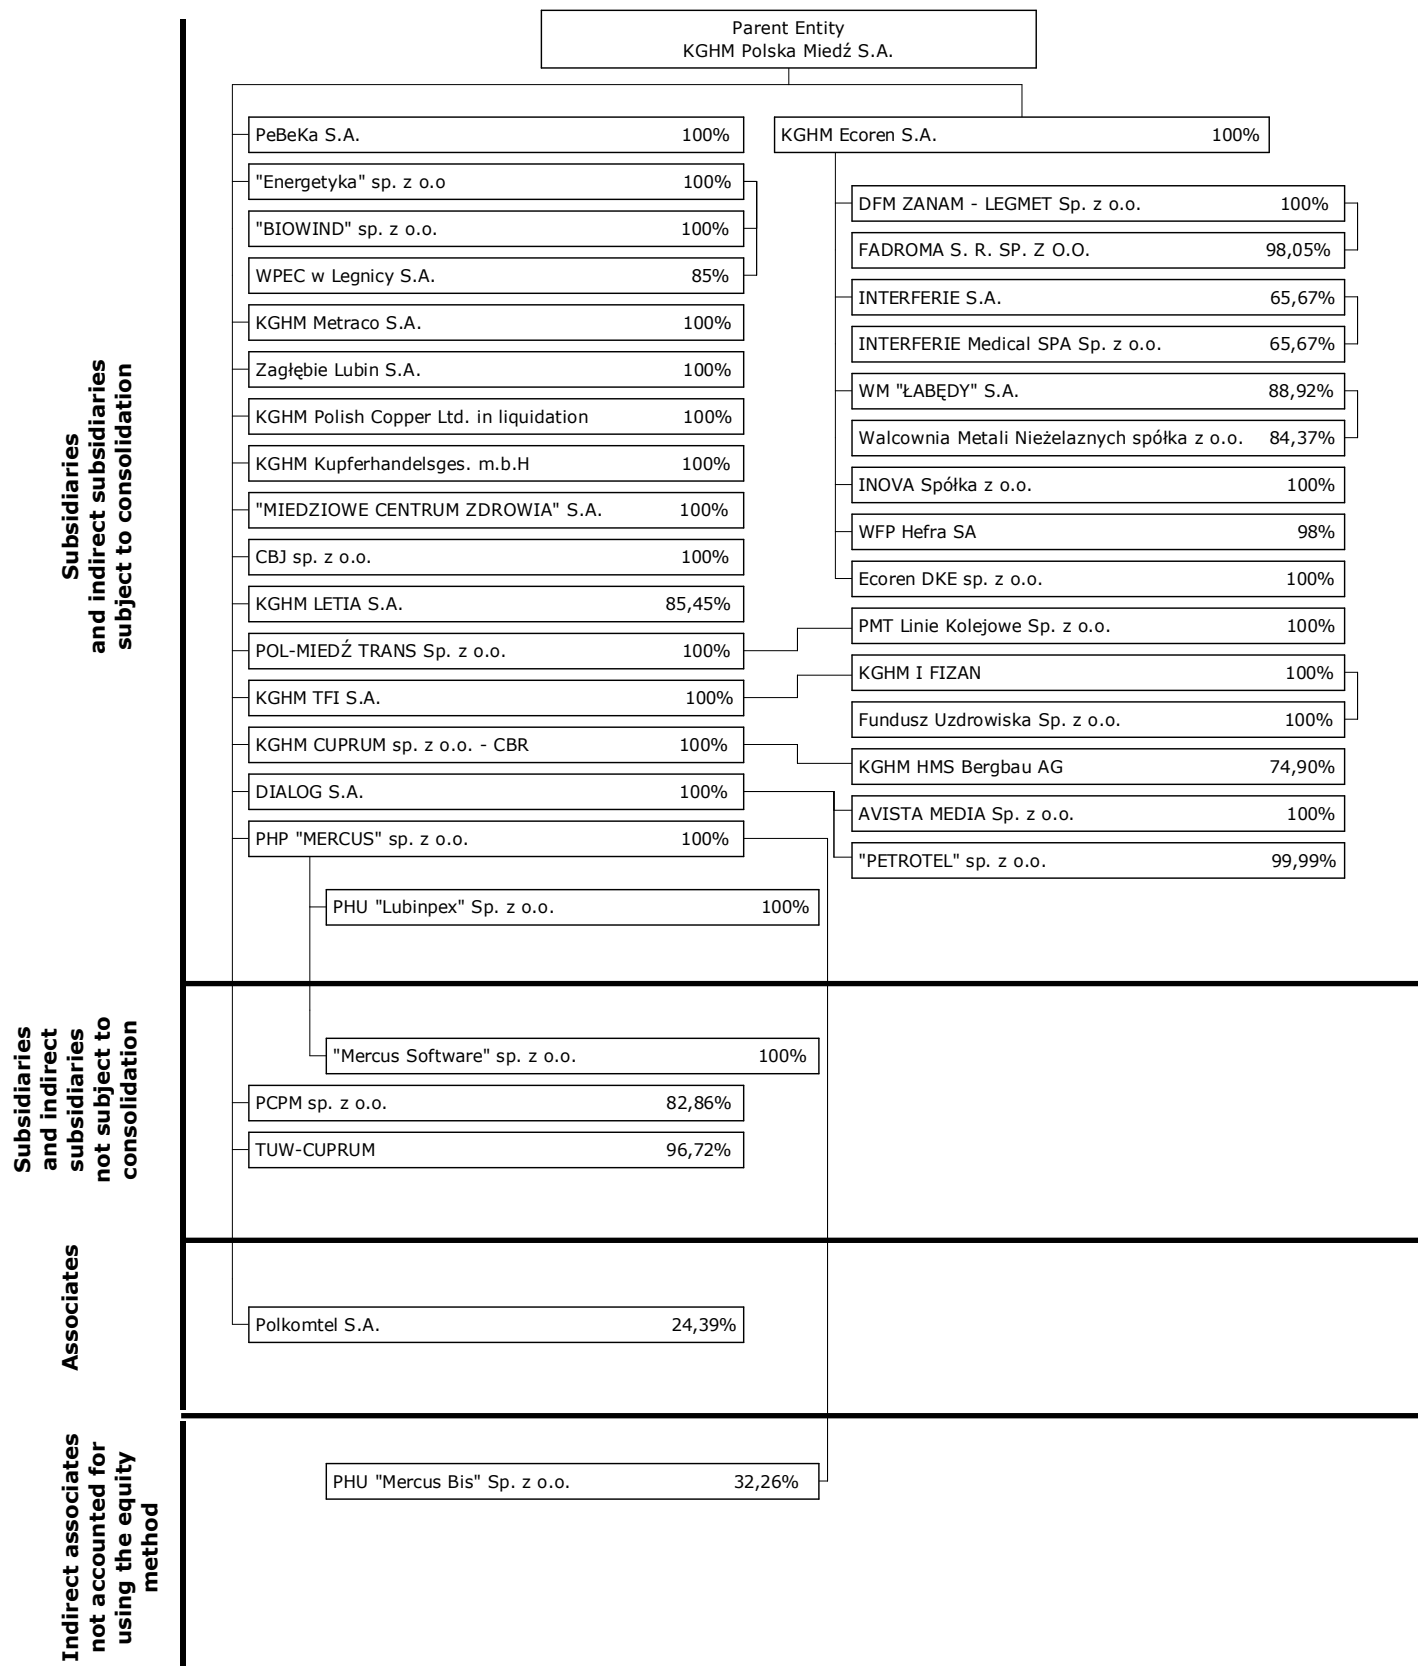 Parent Entity
KGHM Polska Miedź S.A.
Subsidiaries
and indirect subsidiaries
subject to consolidation
PeBeKa S.A. 100%
"Energetyka" sp. z o.o 100%
"BIOWIND" sp. z o.o. 100%
WPEC w Legnicy S.A. 85%
KGHM Metraco S.A. 100%
Zagłębie Lubin S.A. 100%
KGHM Polish Copper Ltd. in liquidation 100%
KGHM Kupferhandelsges. m.b.H 100%
"MIEDZIOWE CENTRUM ZDROWIA" S.A. 100%
CBJ sp. z o.o. 100%
KGHM LETIA S.A. 85,45%
POL-MIEDŹ TRANS Sp. z o.o. 100%
KGHM TFI S.A. 100%
KGHM CUPRUM sp. z o.o. - CBR 100%
DIALOG S.A. 100%
PHP "MERCUS" sp. z o.o. 100%
PHU "Lubinpex" Sp. z o.o. 100%
KGHM Ecoren S.A. 100%
DFM ZANAM - LEGMET Sp. z o.o. 100%
FADROMA S. R. SP. Z O.O. 98,05%
INTERFERIE S.A. 65,67%
INTERFERIE Medical SPA Sp. z o.o. 65,67%
WM "ŁABĘDY" S.A. 88,92%
Walcownia Metali Nieżelaznych spółka z o.o. 84,37%
INOVA Spółka z o.o. 100%
WFP Hefra SA 98%
Ecoren DKE sp. z o.o. 100%
PMT Linie Kolejowe Sp. z o.o. 100%
KGHM I FIZAN 100%
Fundusz Uzdrowiska Sp. z o.o. 100%
KGHM HMS Bergbau AG 74,90%
AVISTA MEDIA Sp. z o.o. 100%
"PETROTEL" sp. z o.o. 99,99%
Subsidiaries
and indirect
subsidiaries
not subject to
consolidation
"Mercus Software" sp. z o.o. 100%
PCPM sp. z o.o. 82,86%
TUW-CUPRUM 96,72%
Associates
Polkomtel S.A. 24,39%
Indirect associates
not accounted for
using the equity
method
PHU "Mercus Bis" Sp. z o.o. 32,26%